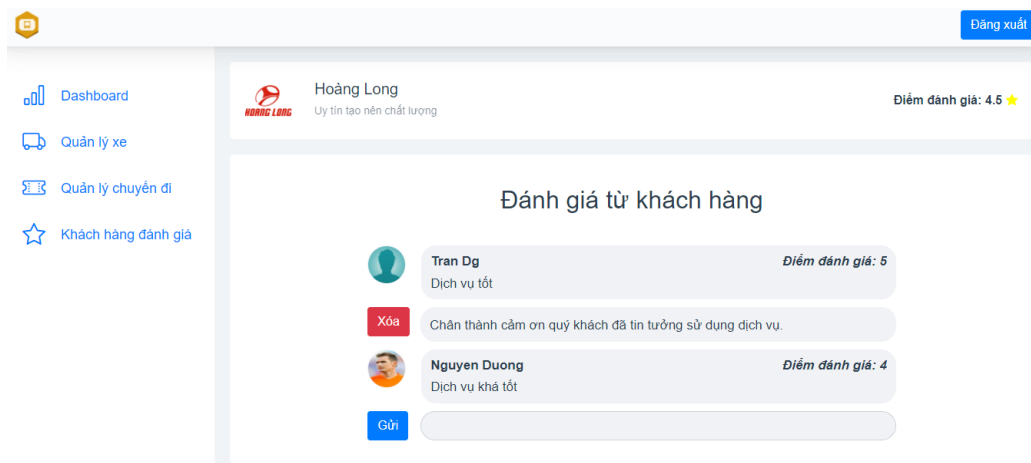 Đăng xuất
Dashboard
Quản lý xe
Quản lý chuyến đi
Khách hàng đánh giá
HOANG LONG
Hoàng Long
Uy tín tạo nên chất lượng
Điểm đánh giá: 4.5
Đánh giá từ khách hàng
Tran Dg
Điểm đánh giá: 5
Dịch vụ tốt
Xóa
Chân thành cảm ơn quý khách đã tin tưởng sử dụng dịch vụ.
Nguyen Duong
Điểm đánh giá: 4
Dịch vụ khá tốt
Gửi